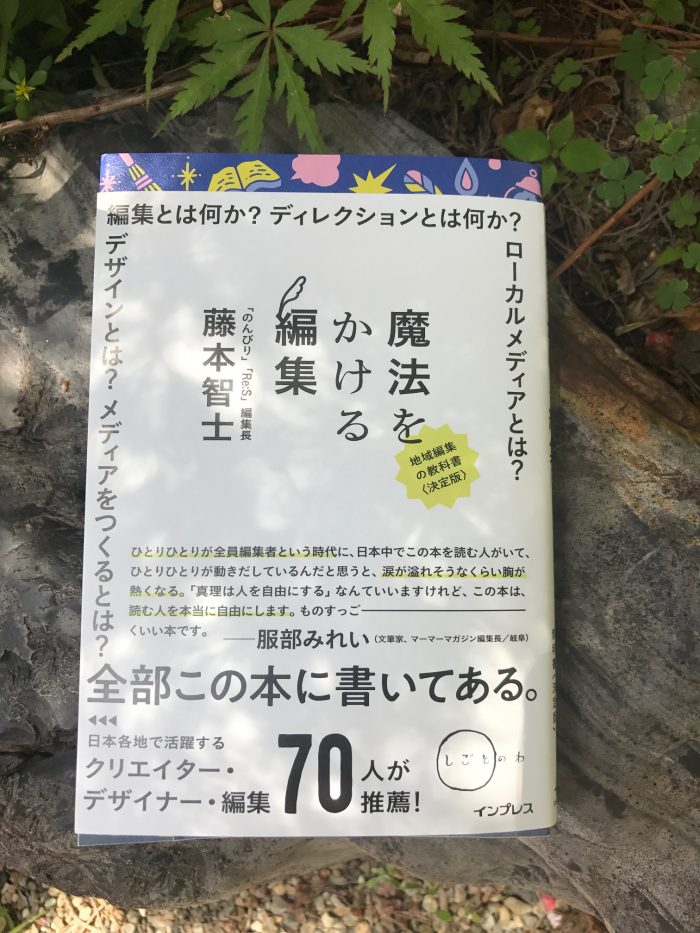 編集とは何か? ディレクションとは何か?
ローカルメディアとは?
デザインとは? メディアをつくるとは?
魔法を
かける
編集
「のんびり」「Re:S」編集長
藤本智士
地域編集
の教科書
〈決定版〉
ひとりひとりが全員編集者という時代に、日本中でこの本を読む人がいて、
ひとりひとりが動きだしているんだと思うと、涙が溢れそうなくらい胸が
熱くなる。「真理は人を自由にする」なんていいますけれど、この本は、
読む人を本当に自由にします。ものすっご――――――
くいい本です。
――服部みれい(文筆家、マーマーマガジン編集長/岐阜)
全部この本に書いてある。
日本各地で活躍する
クリエイター・
デザイナー・編集
70
人が
推薦!
しごとのわ
インプレス